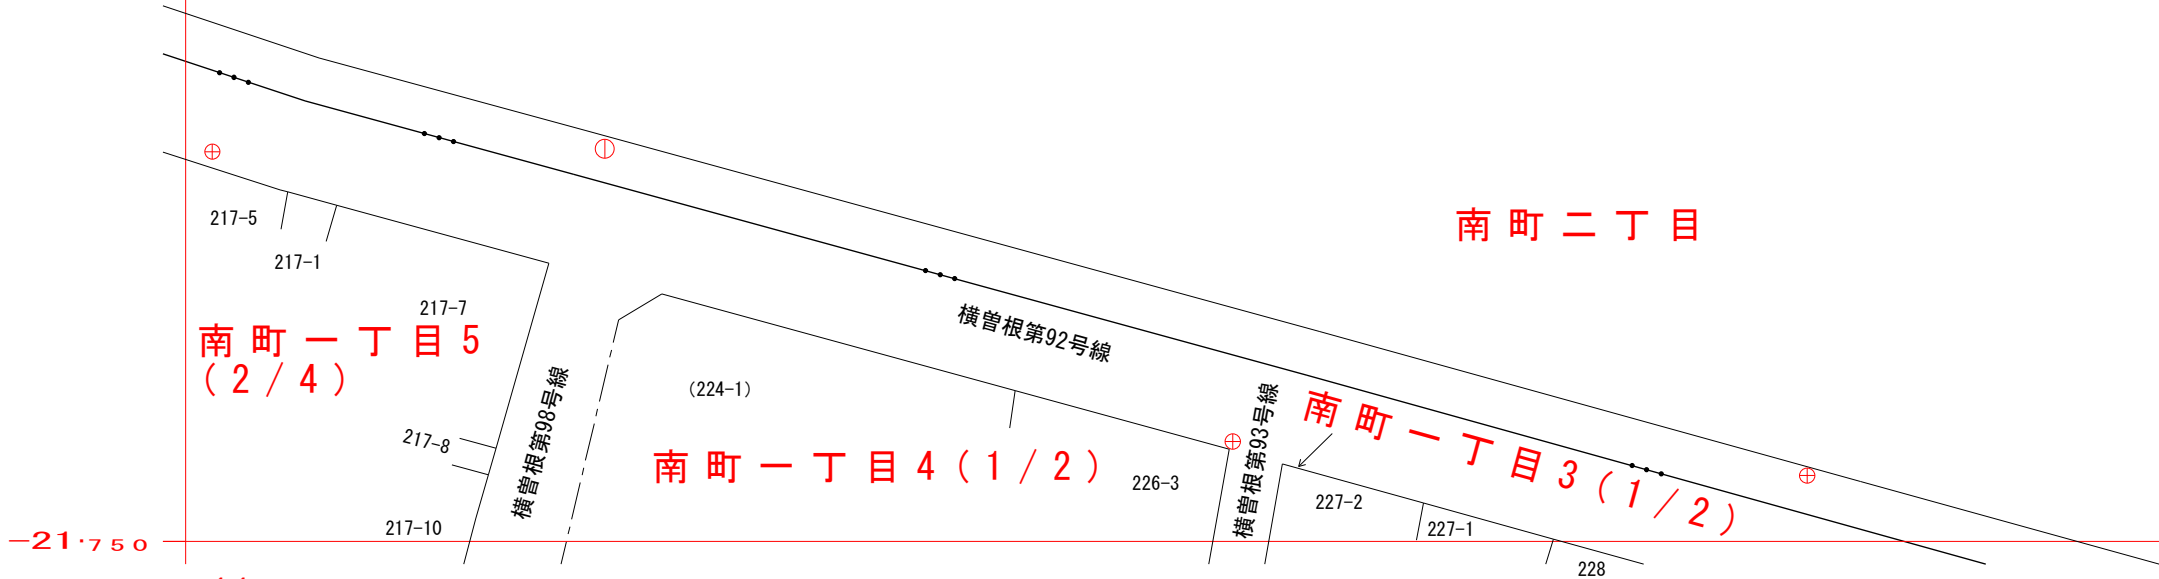 南町二丁目
217-5
217-1
217-7
南町一丁目5
(2/4)
217-8
217-10
横曽根第98号線
(224-1)
南町一丁目4(1/2)
横曽根第92号線
226-3
横曽根第93号線
南町一丁目3(1/2)
227-2
227-1
228
-21.750